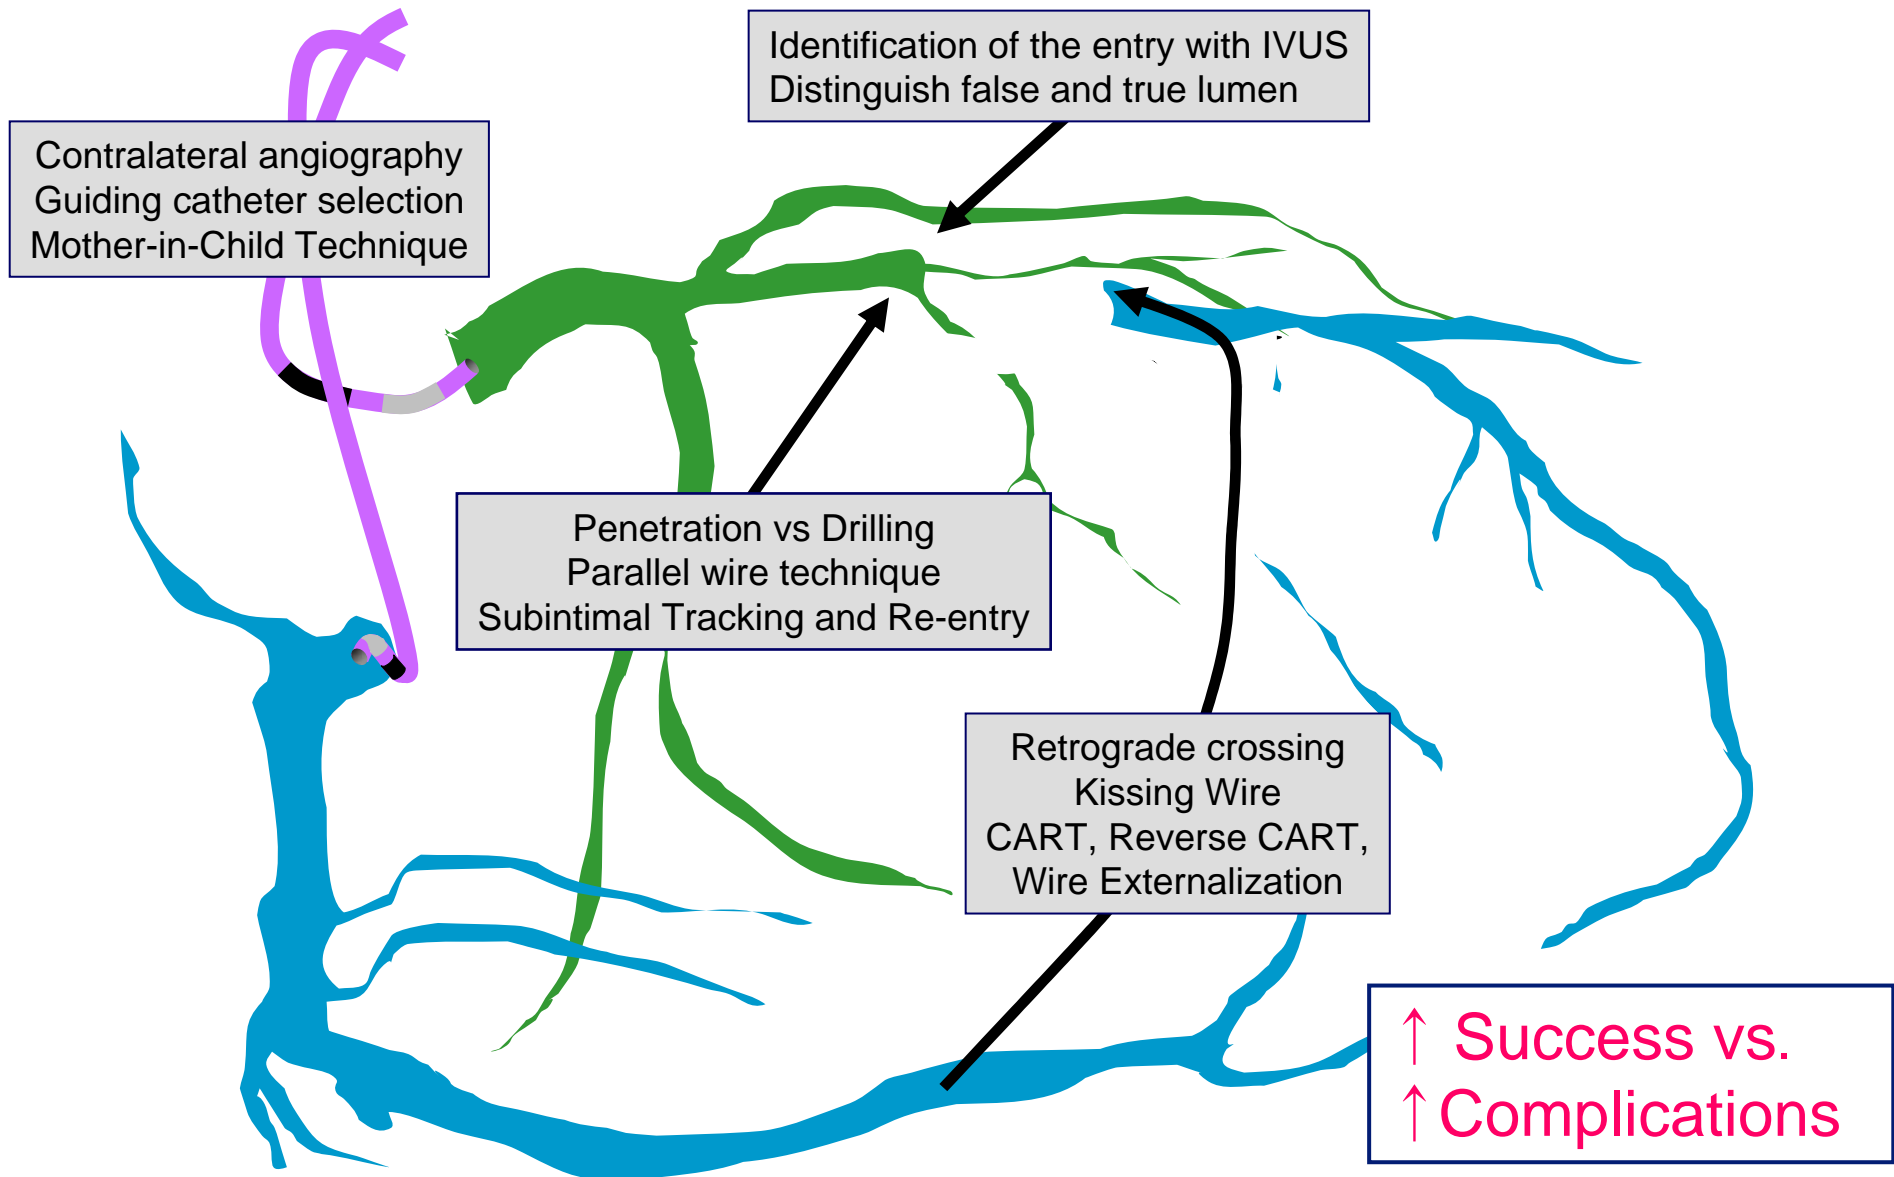 Identification of the entry with IVUS
Distinguish false and true lumen
Contralateral angiography
Guiding catheter selection
Mother-in-Child Technique
Penetration vs Drilling
Parallel wire technique
Subintimal Tracking and Re-entry
Retrograde crossing
Kissing Wire
CART, Reverse CART,
Wire Externalization
↑ Success vs.
↑ Complications